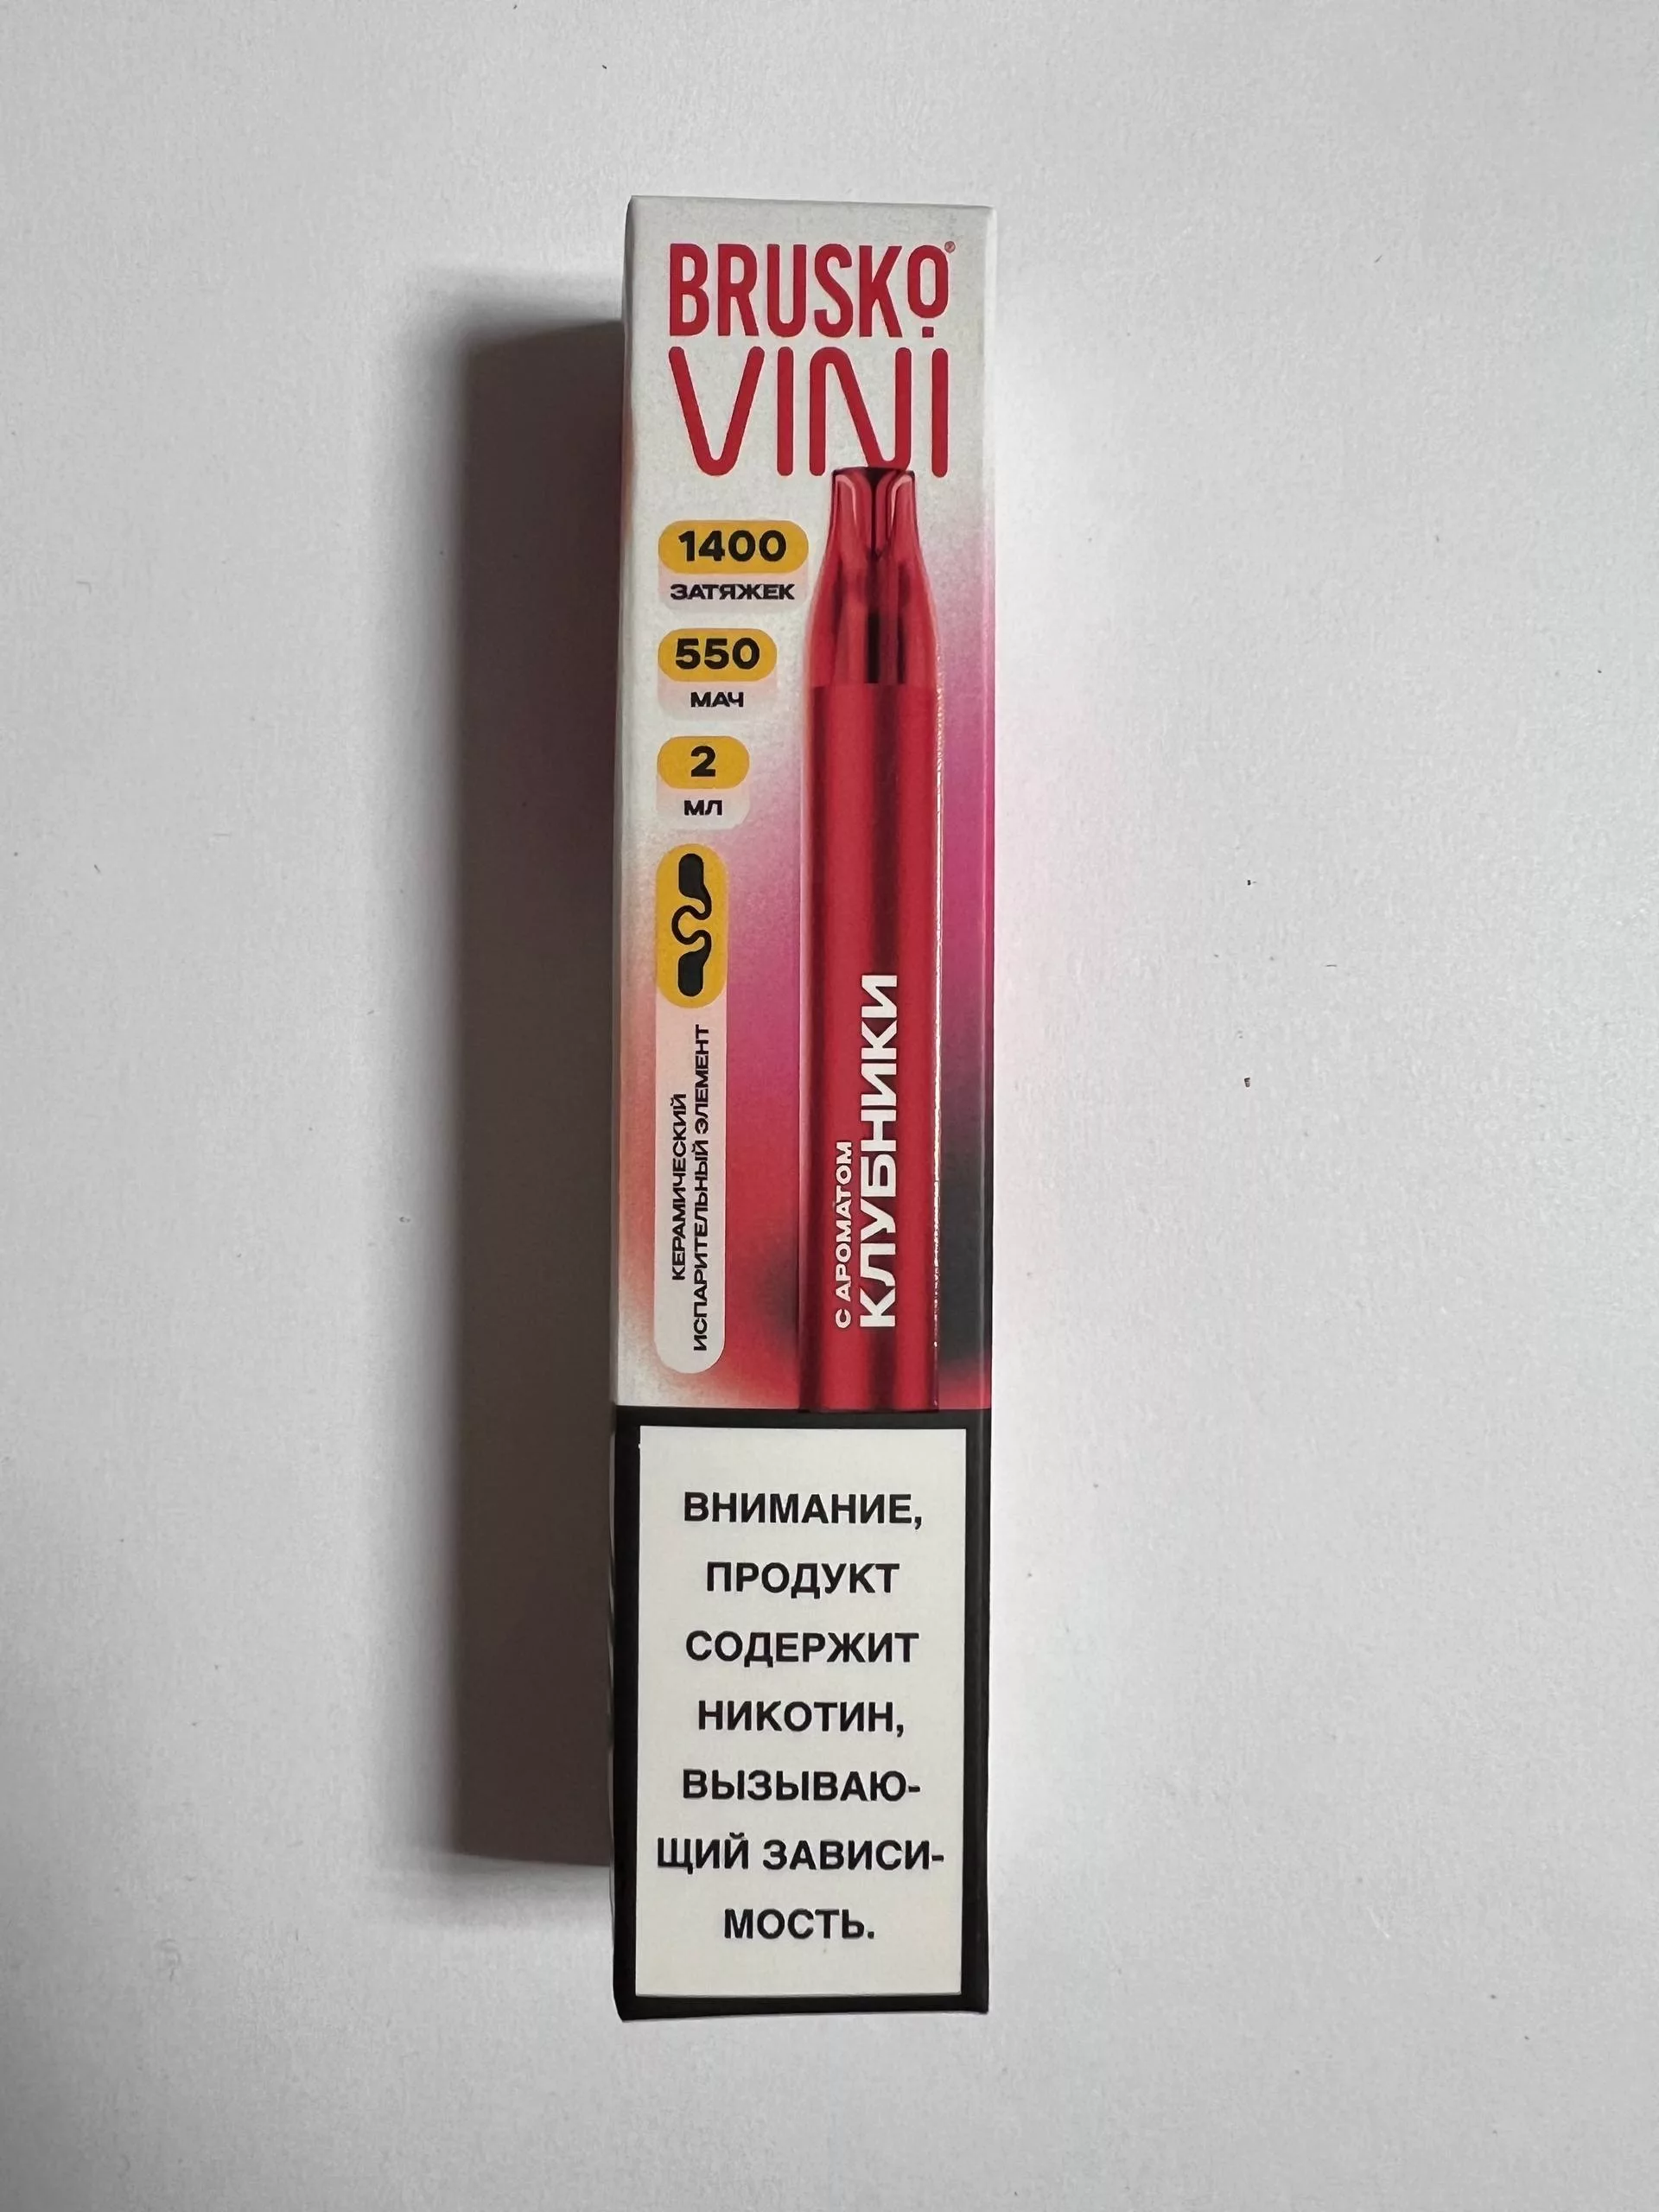 BRUSKO®
VINI
1400
ЗАТЯЖЕК
550
МАЧ
2
МЛ
КЕРАМИЧЕСКИЙ
ИСПАРИТЕЛЬНЫЙ ЭЛЕМЕНТ
С АРОМАТОМ
КЛУБНИКИ
ВНИМАНИЕ,
ПРОДУКТ
СОДЕРЖИТ
НИКОТИН,
ВЫЗЫВАЮ-
ЩИЙ ЗАВИСИ-
МОСТЬ.